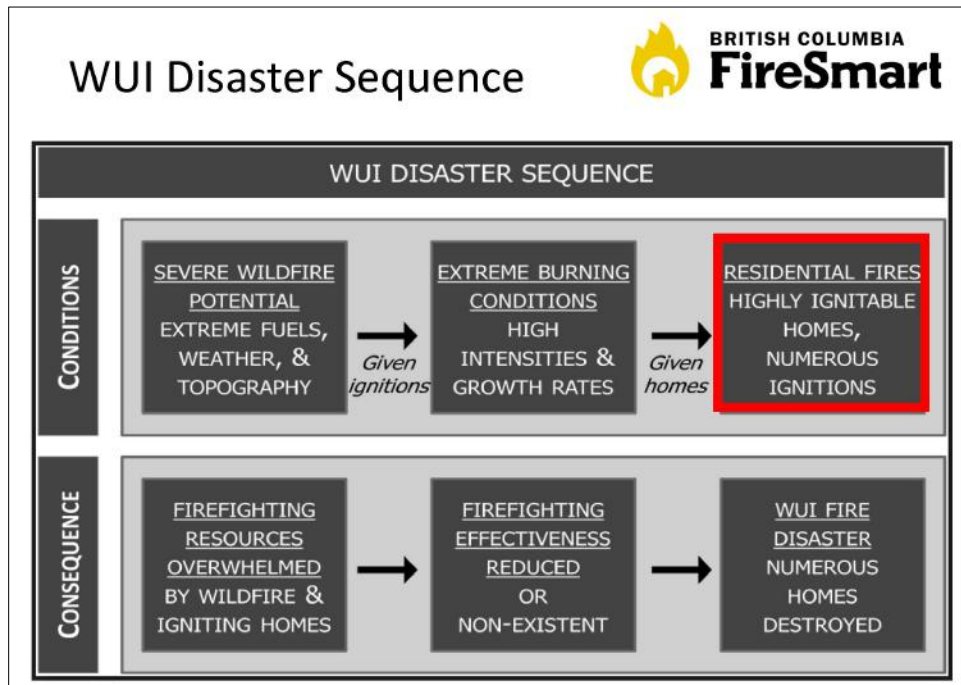 WUI Disaster Sequence
BRITISH COLUMBIA
FireSmart
WUI DISASTER SEQUENCE
CONDITIONS
SEVERE WILDFIRE
POTENTIAL
EXTREME FUELS,
WEATHER, &
TOPOGRAPHY
Given
ignitions
EXTREME BURNING
CONDITIONS
HIGH
INTENSITIES &
GROWTH RATES
Given
homes
RESIDENTIAL FIRES
HIGHLY IGNITABLE
HOMES,
NUMEROUS
IGNITIONS
CONSEQUENCE
FIREFIGHTING
RESOURCES
OVERWHELMED
BY WILDFIRE &
IGNITING HOMES
FIREFIGHTING
EFFECTIVENESS
REDUCED
OR
NON-EXISTENT
WUI FIRE
DISASTER
NUMEROUS
HOMES
DESTROYED